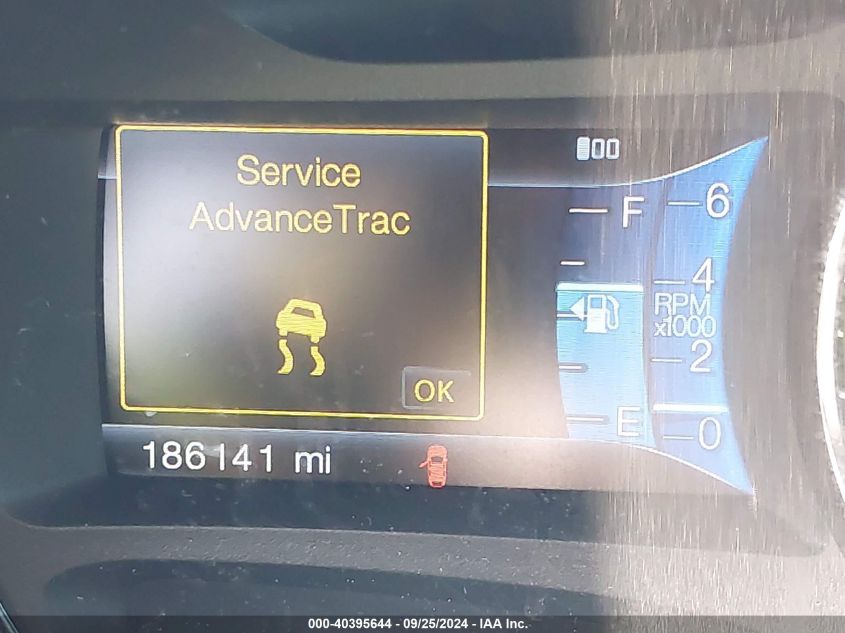 Service
AdvanceTrac
OK
186141 mi
F
E
6
4
RPM
x1000
2
0
000-40395644 - 09/25/2024 - IAA Inc.